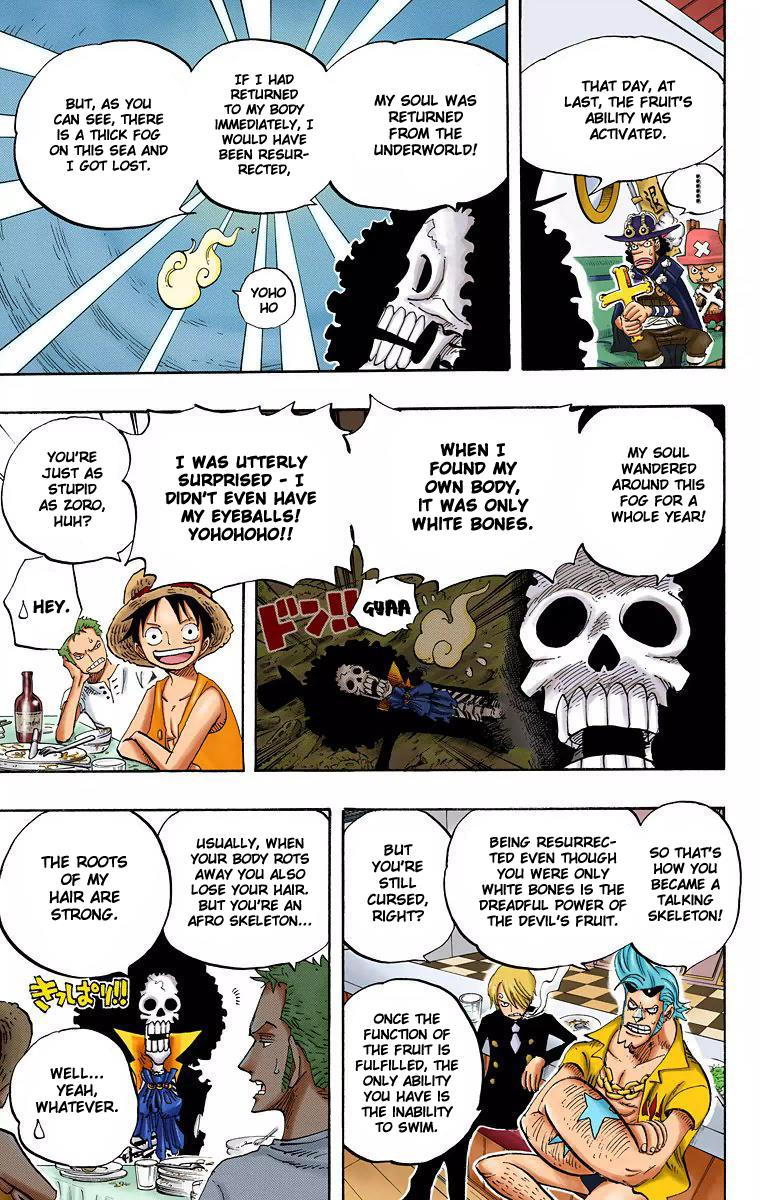 THAT DAY, AT
LAST, THE FRUIT'S
ABILITY WAS
ACTIVATED.
.......
退
MY SOUL WAS
RETURNED
FROM THE
UNDERWORLD!
IF I HAD
RETURNED
TO MY BODY
IMMEDIATELY, I
WOULD HAVE
BEEN RESUR-
RECTED,
BUT, AS YOU
CAN SEE, THERE
IS A THICK FOG
ON THIS SEA AND
I GOT LOST.
YOHO
HO
MY SOUL
WANDERED
AROUND THIS
FOG FOR A
WHOLE YEAR!
WHEN I
FOUND MY
OWN BODY,
IT WAS ONLY
WHITE BONES.
GYAA
ドン!!
I WAS UTTERLY
SURPRISED - I
DIDN'T EVEN HAVE
MY EYEBALLS!
YOHOHOHO!!
YOU'RE
JUST AS
STUPID
AS ZORO,
HUH?
HEY.
SO THAT'S
HOW YOU
BECAME A
TALKING
SKELETON!
BEING RESURREC-
TED EVEN THOUGH
YOU WERE ONLY
WHITE BONES IS THE
DREADFUL POWER OF
THE DEVIL'S FRUIT.
BUT
YOU'RE
STILL
CURSED,
RIGHT?
ONCE THE
FUNCTION OF
THE FRUIT IS
FULFILLED, THE
ONLY ABILITY
YOU HAVE IS
THE INABILITY
TO SWIM.
USUALLY, WHEN
YOUR BODY ROTS
AWAY YOU ALSO
LOSE YOUR HAIR.
BUT YOU'RE AN
AFRO SKELETON...
THE ROOTS
OF MY
HAIR ARE
STRONG.
きっしぱり!!
WELL...
YEAH,
WHATEVER.